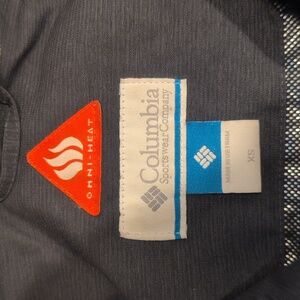 OMNI-HEAT
Columbia
Sportswear Company
XS
MADE IN VIETNAM